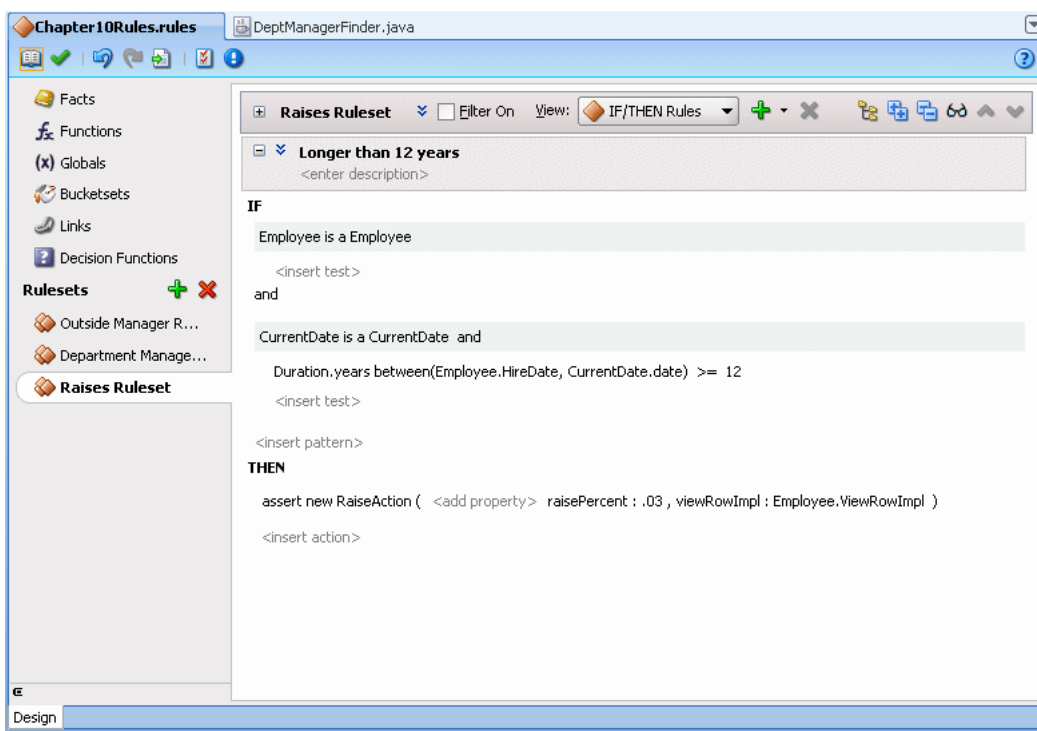 Chapter10Rules.rules
DeptManagerFinder.java
Facts
Functions
(x) Globals
Bucketsets
Links
Decision Functions
Rulesets
Outside Manager R...
Department Manage...
Raises Ruleset
Raises Ruleset Filter On View: IF/THEN Rules
Longer than 12 years
<enter description>
IF
Employee is a Employee
<insert test>
and
CurrentDate is a CurrentDate and
Duration.years between(Employee.HireDate, CurrentDate.date) >= 12
<insert test>
<insert pattern>
THEN
assert new RaiseAction ( <add property> raisePercent : .03 , viewRowImpl : Employee.ViewRowImpl )
<insert action>
Design